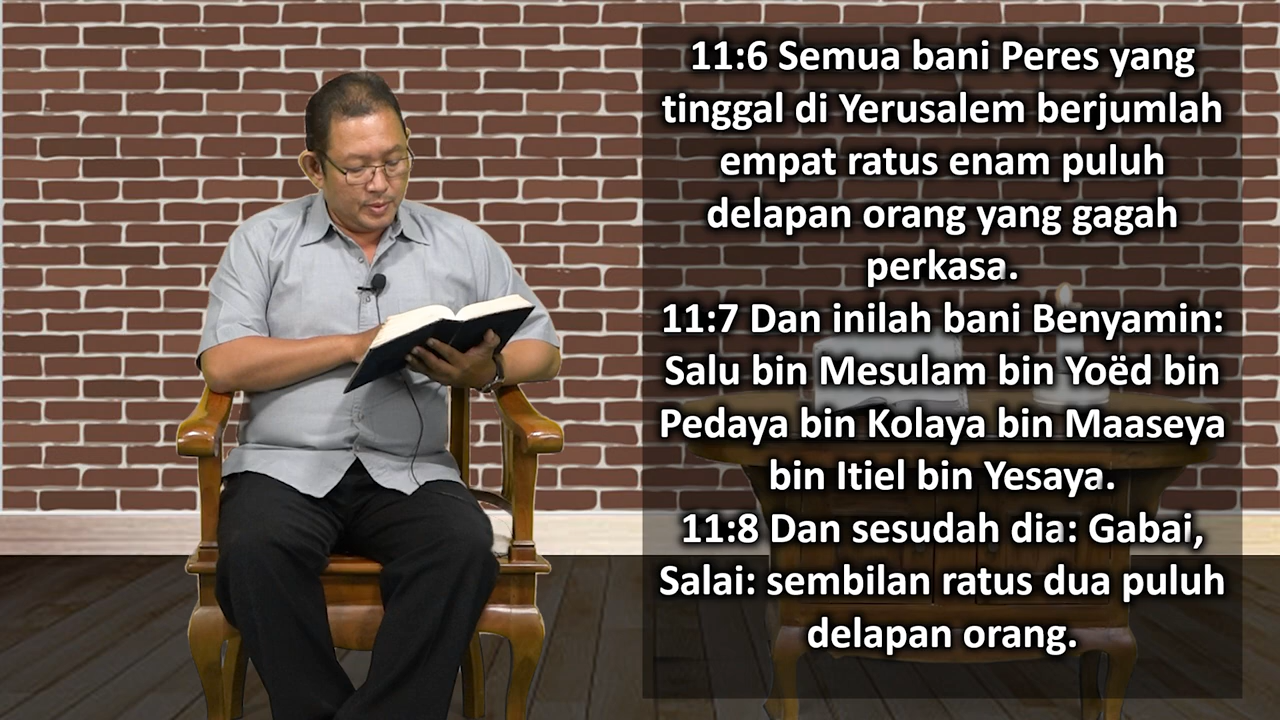 11:6 Semua bani Peres yang
tinggal di Yerusalem berjumlah
empat ratus enam puluh
delapan orang yang gagah
perkasa.
11:7 Dan inilah bani Benyamin:
Salu bin Mesulam bin Yoëd bin
Pedaya bin Kolaya bin Maaseya
bin Itiel bin Yesaya.
11:8 Dan sesudah dia: Gabai,
Salai: sembilan ratus dua puluh
delapan orang.